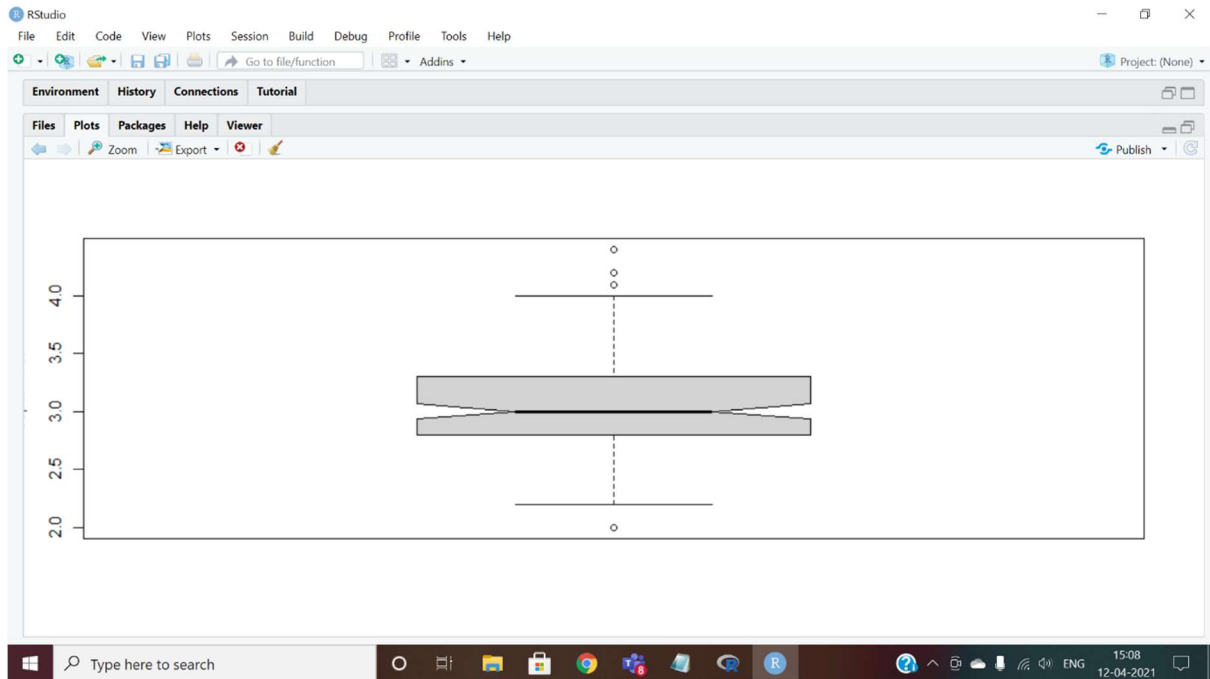 RStudio
File Edit Code View Plots Session Build Debug Profile Tools Help
Go to file/function Addins Project: (None)
Environment History Connections Tutorial
Files Plots Packages Help Viewer
Zoom Export Publish
4.0
3.5
3.0
2.5
2.0
Type here to search
8
ENG
15:08
12-04-2021